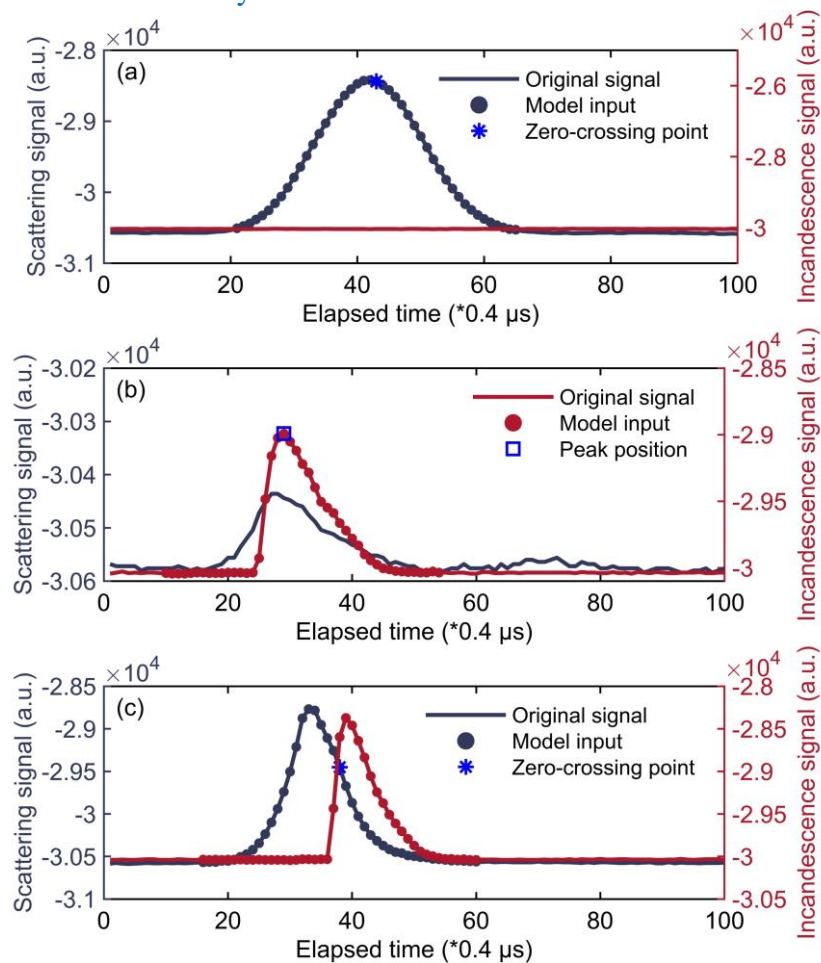 ×10⁴
×10⁴
(a)
Original signal
Model input
Zero-crossing point
Scattering signal (a.u.)
-2.8
-2.9
-3
-3.1
Incandescence signal (a.u.)
-2.6
-2.8
-3
0
20
40
60
80
100
Elapsed time (*0.4 µs)
×10⁴
×10⁴
(b)
Original signal
Model input
Peak position
Scattering signal (a.u.)
-3.02
-3.03
-3.04
-3.05
-3.06
Incandescence signal (a.u.)
-2.85
-2.9
-2.95
-3
0
20
40
60
80
100
Elapsed time (*0.4 µs)
×10⁴
×10⁴
(c)
Original signal
Model input
Zero-crossing point
Scattering signal (a.u.)
-2.85
-2.9
-2.95
-3
-3.05
-3.1
Incandescence signal (a.u.)
-2.8
-2.85
-2.9
-2.95
-3
-3.05
0
20
40
60
80
100
Elapsed time (*0.4 µs)